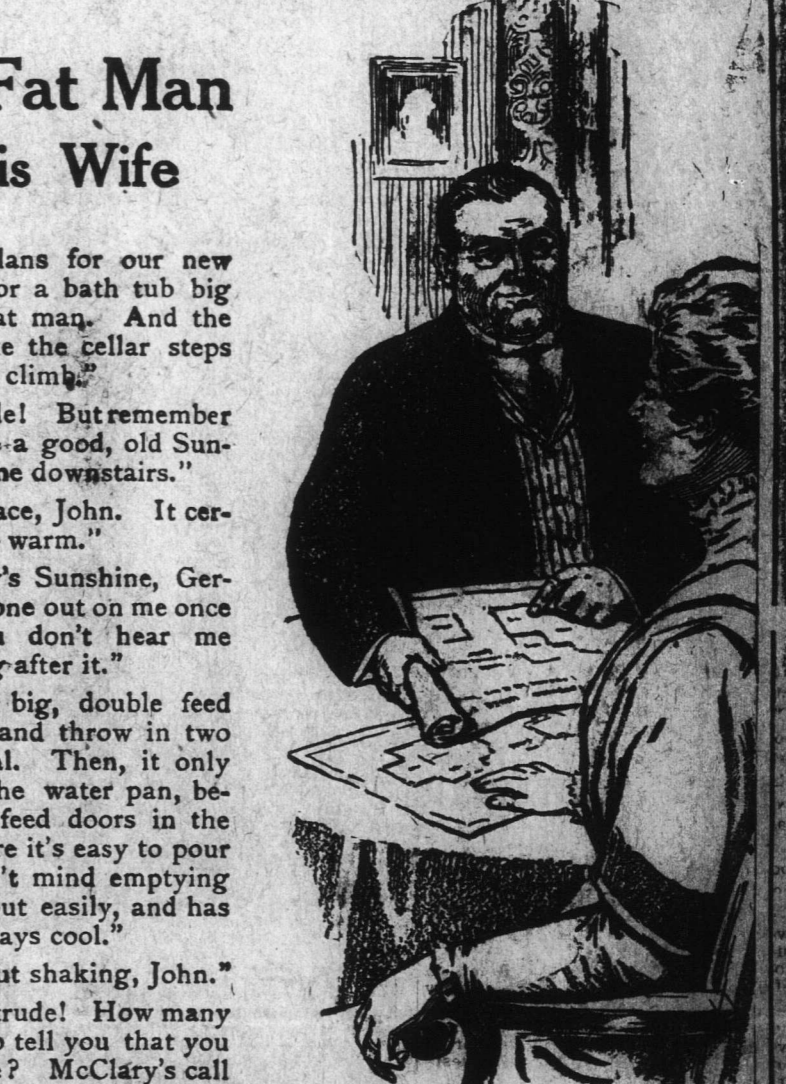 Fat Man
is Wife
lans for our new
or a bath tub big
at man. And the
e the cellar steps
climb."
le! But remember
a good, old Sun-
ne downstairs."
ace, John. It cer-
warm."
's Sunshine, Ger-
one out on me once
u don't hear me
g after it."
big, double feed
and throw in two
al. Then, it only
he water pan, be-
feed doors in the
re it's easy to pour
't mind emptying
out easily, and has
ays cool."
ut shaking, John."
trude! How many
o tell you that you
e? McClary's call